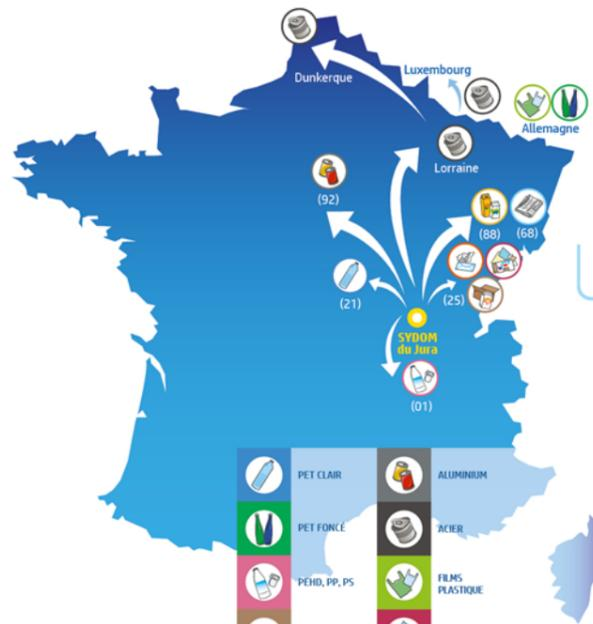 Dunkerque
Luxembourg
Allemagne
Lorraine
(92)
(88)
(68)
(21)
(25)
SYDOM
du Jura
(01)
PET CLAIR
ALUMINIUM
PET FONCÉ
ACIER
PEHD, PP, PS
FILMS
PLASTIQUE